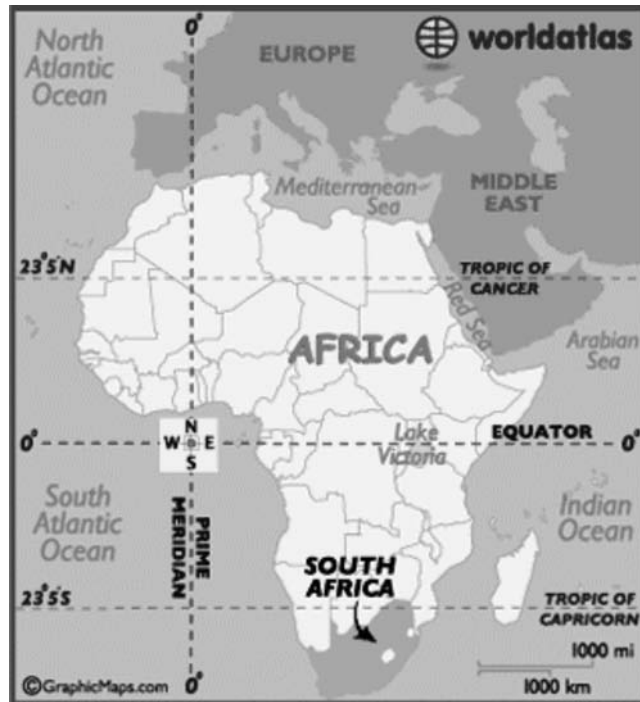 0°
worldatlas
North
Atlantic
Ocean
EUROPE
Mediterranean
Sea
MIDDLE
EAST
23°5'N
TROPIC OF
CANCER
Red Sea
Arabian
Sea
AFRICA
N
W E
S
0°
Lake
Victoria
EQUATOR
0°
South
Atlantic
Ocean
PRIME
MERIDIAN
Indian
Ocean
SOUTH
AFRICA
23°5'S
TROPIC OF
CAPRICORN
1000 mi
1000 km
©GraphicMaps.com
0°